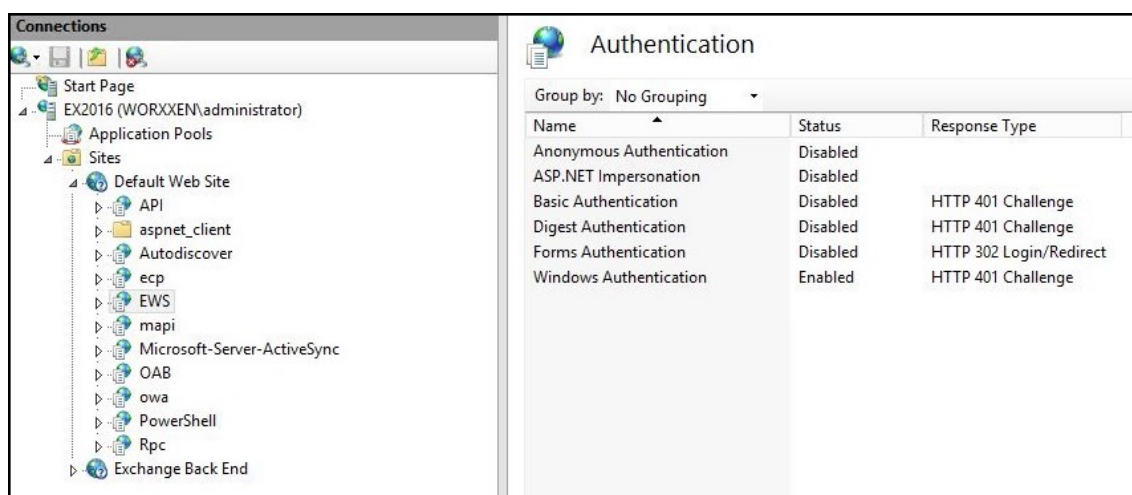 Connections
Start Page
EX2016 (WORXXEN\administrator)
Application Pools
Sites
Default Web Site
API
aspnet_client
Autodiscover
ecp
EWS
mapi
Microsoft-Server-ActiveSync
OAB
owa
PowerShell
Rpc
Exchange Back End
Authentication
Group by: No Grouping
Name Status Response Type
Anonymous Authentication Disabled
ASP.NET Impersonation Disabled
Basic Authentication Disabled HTTP 401 Challenge
Digest Authentication Disabled HTTP 401 Challenge
Forms Authentication Disabled HTTP 302 Login/Redirect
Windows Authentication Enabled HTTP 401 Challenge